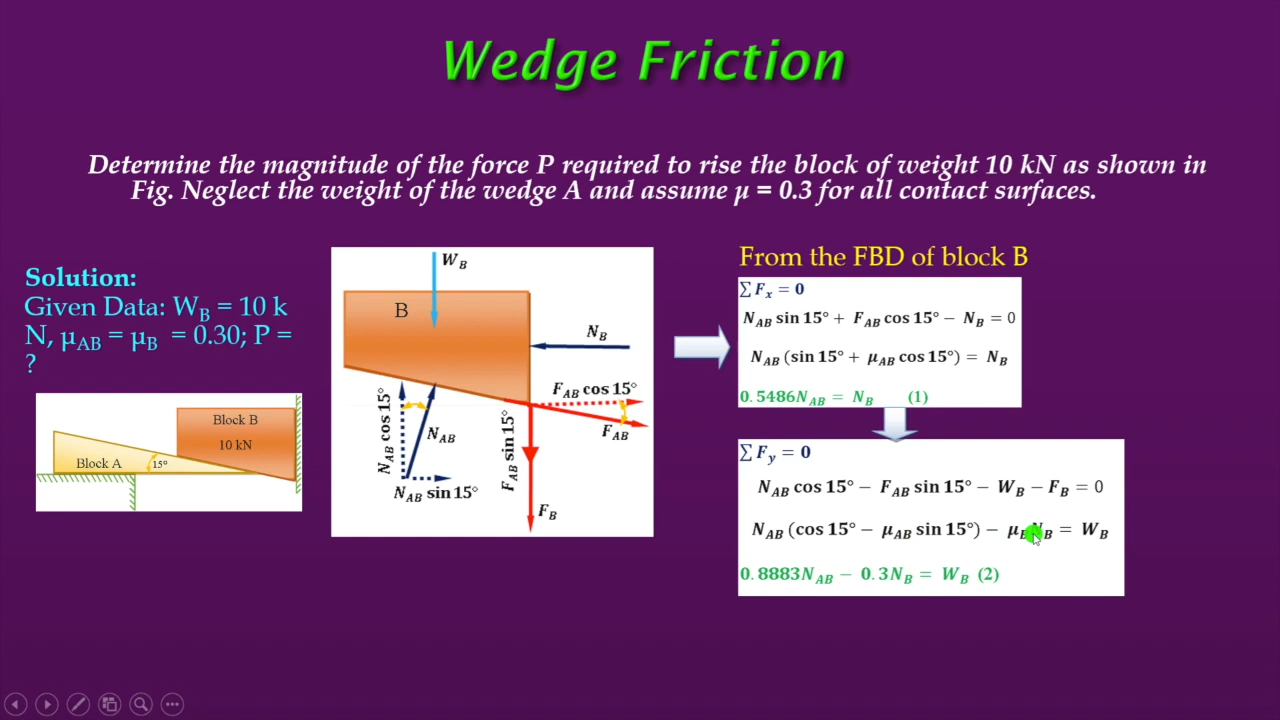 Wedge Friction
Determine the magnitude of the force P required to rise the block of weight 10 kN as shown in
Fig. Neglect the weight of the wedge A and assume μ = 0.3 for all contact surfaces.
Solution:
Given Data: W_B = 10 k
N, μ_AB = μ_B = 0.30; P =
?
Block B
10 kN
Block A
15°
W_B
B
N_B
F_AB cos 15°
F_AB
N_AB cos 15°
N_AB
F_AB sin 15°
N_AB sin 15°
F_B
From the FBD of block B
∑ F_x = 0
N_AB sin 15° + F_AB cos 15° − N_B = 0
N_AB (sin 15° + μ_AB cos 15°) = N_B
0.5486N_AB = N_B (1)
∑ F_y = 0
N_AB cos 15° − F_AB sin 15° − W_B − F_B = 0
N_AB (cos 15° − μ_AB sin 15°) − μ_B N_B = W_B
0.8883N_AB − 0.3N_B = W_B (2)